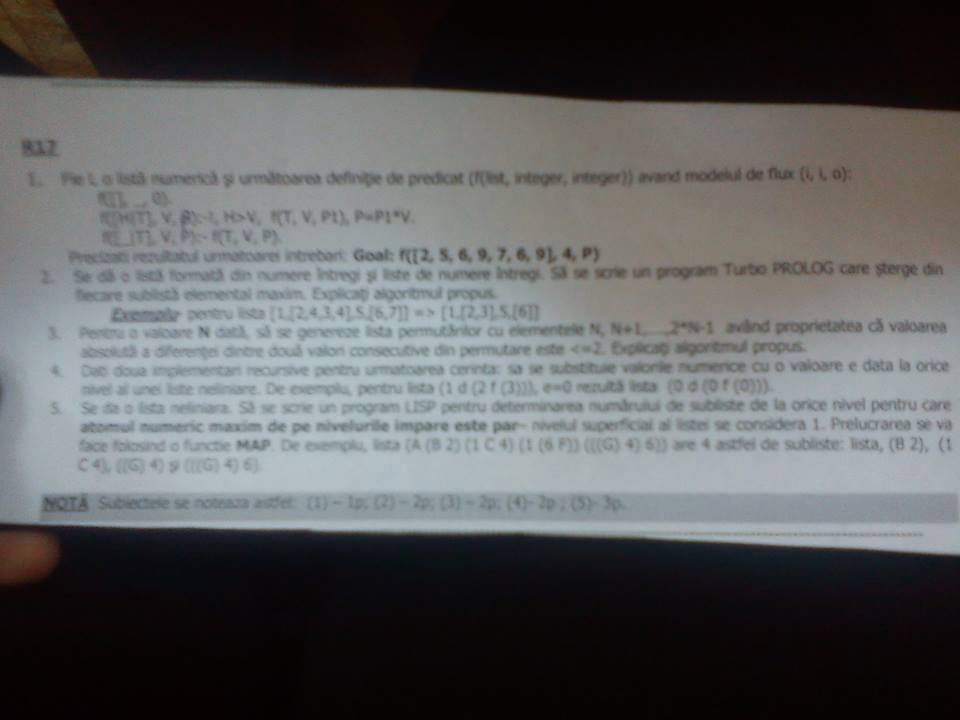 R17
1. Fie L o listă numerică şi următoarea definiţie de predicat (f(list, integer, integer)) avand modelul de flux (i, i, o):
f([], _, 0).
f([H|T], V, P):-!, H>V, f(T, V, P1), P=P1*V.
f([_|T], V, P):- f(T, V, P).
Precizati rezultatul urmatoarei intrebari: Goal: f([2, 5, 6, 9, 7, 6, 9], 4, P)
2. Se dă o listă formată din numere întregi şi liste de numere întregi. Să se scrie un program Turbo PROLOG care şterge din
fiecare sublistă elementul maxim. Explicaţi algoritmul propus.
Exemplu- pentru lista [1,[2,4,3,4],5,[6,7]] => [1,[2,3],5,[6]]
3. Pentru o valoare N dată, să se genereze lista permutărilor cu elementele N, N+1,...,2*N-1 având proprietatea că valoarea
absolută a diferenţei dintre două valori consecutive din permutare este <=2. Explicaţi algoritmul propus.
4. Dati doua implementari recursive pentru urmatoarea cerinta: sa se substituie valorile numerice cu o valoare e data la orice
nivel al unei liste neliniare. De exemplu, pentru lista (1 d (2 f (3))), e=0 rezultă lista (0 d (0 f (0))).
5. Se da o lista neliniara. Să se scrie un program LISP pentru determinarea numărului de subliste de la orice nivel pentru care
atomul numeric maxim de pe nivelurile impare este par- nivelul superficial al listei se considera 1. Prelucrarea se va
face folosind o functie MAP. De exemplu, lista (A (B 2) (1 C 4) (1 (6 F)) (((G) 4) 6)) are 4 astfel de subliste: lista, (B 2), (1
C 4), ((G) 4) şi (((G) 4) 6).
NOTĂ Subiectele se noteaza astfel: (1) – 1p; (2) – 2p; (3) – 2p; (4)- 2p ; (5)- 3p.